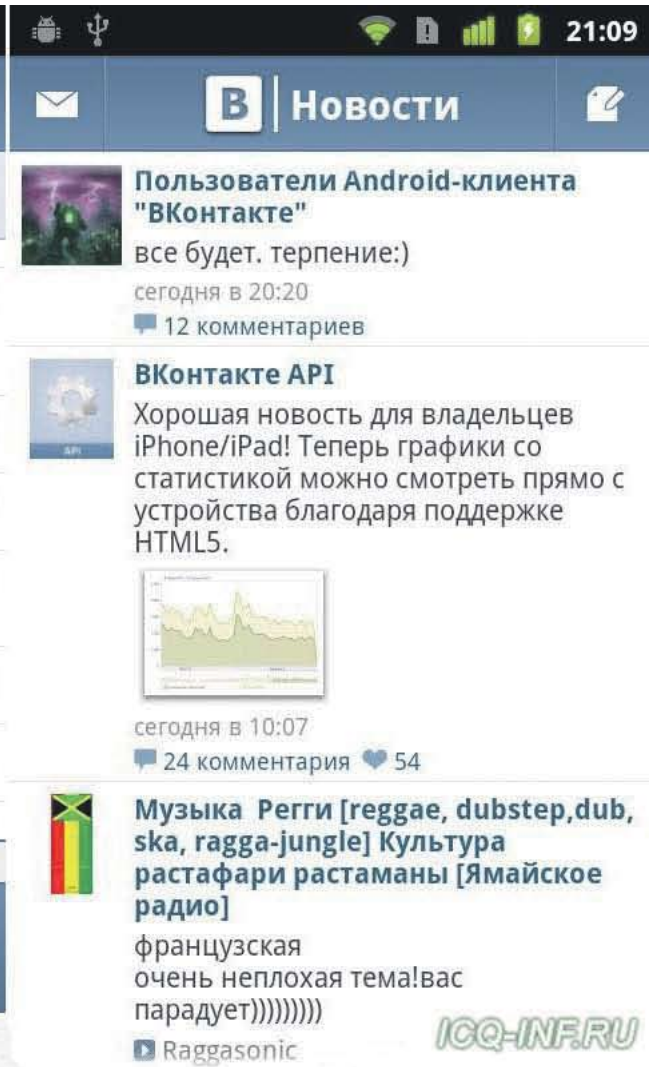 21:09
В Новости
Пользователи Android-клиента
"ВКонтакте"
все будет. терпение:)
сегодня в 20:20
12 комментариев
ВКонтакте API
API
Хорошая новость для владельцев
iPhone/iPad! Теперь графики со
статистикой можно смотреть прямо с
устройства благодаря поддержке
HTML5.
сегодня в 10:07
24 комментария 54
Музыка Регги [reggae, dubstep,dub,
ska, ragga-jungle] Культура
растафари растаманы [Ямайское
радио]
французская
очень неплохая тема!вас
парадует)))))))))
Raggasonic
ICQ-INF.RU